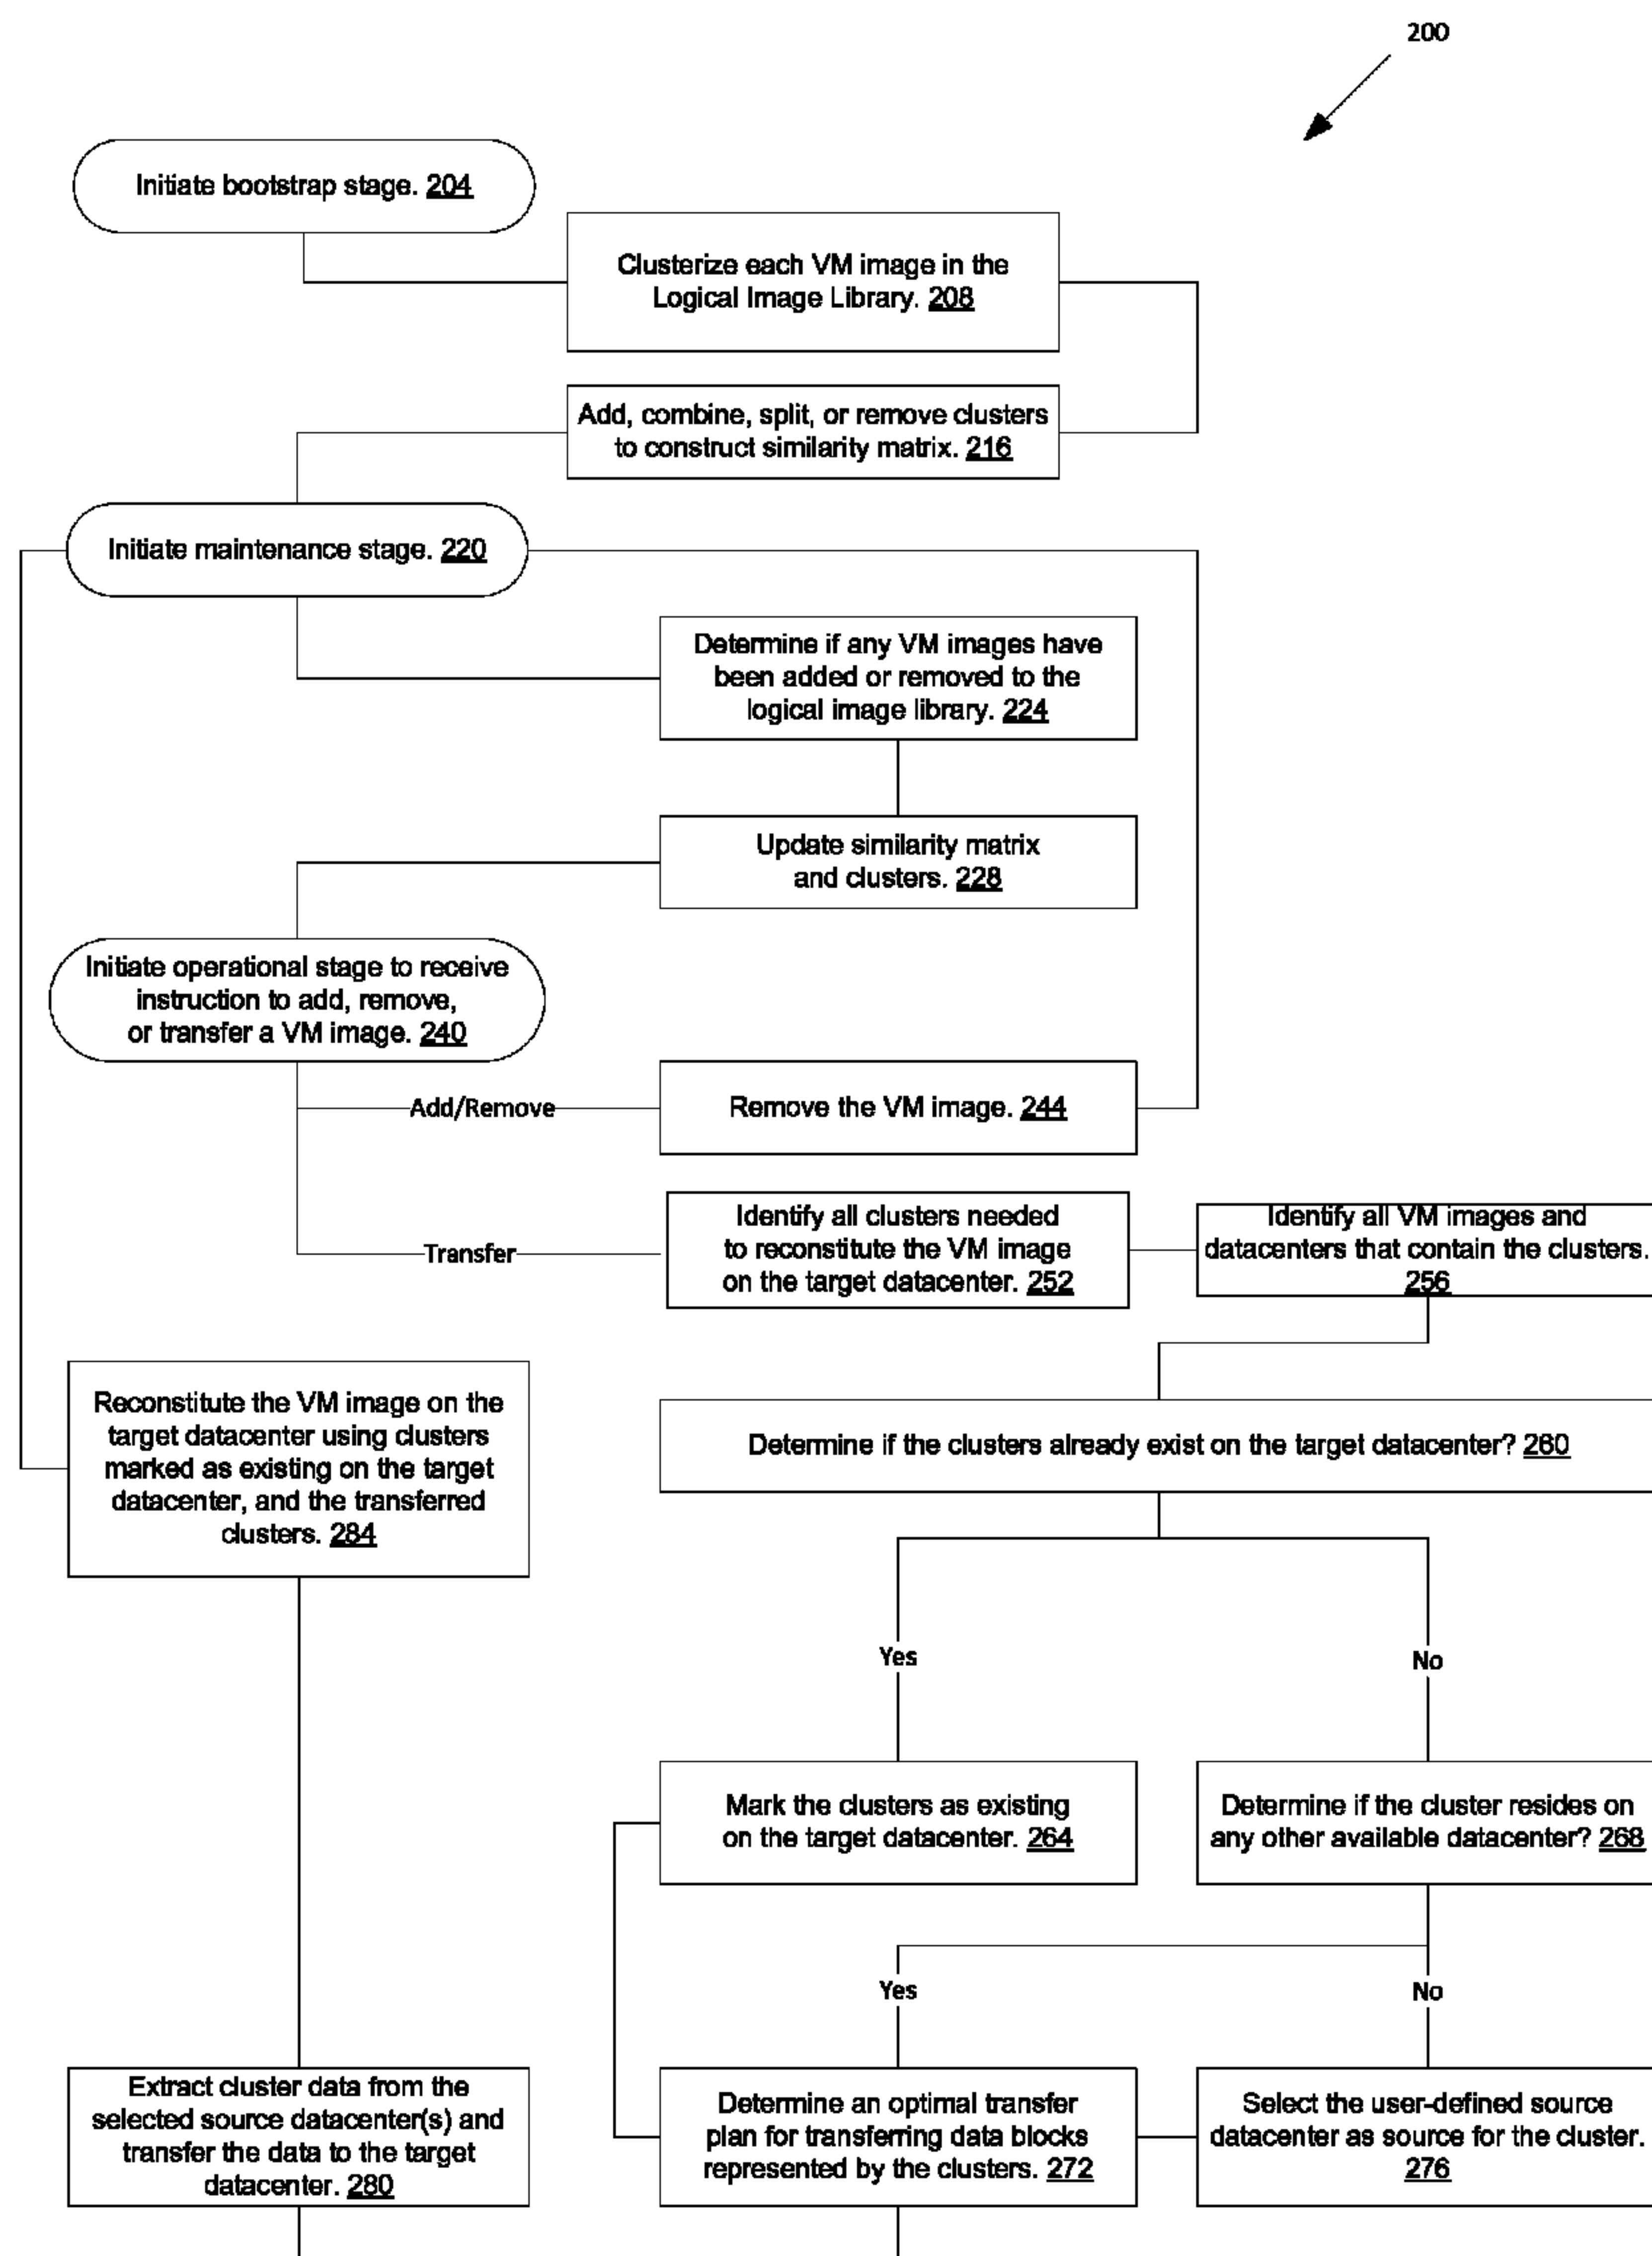 200
Initiate bootstrap stage. 204
Clusterize each VM image in the
Logical Image Library. 208
Add, combine, split, or remove clusters
to construct similarity matrix. 216
Initiate maintenance stage. 220
Determine if any VM images have
been added or removed to the
logical image library. 224
Update similarity matrix
and clusters. 228
Initiate operational stage to receive
instruction to add, remove,
or transfer a VM image. 240
Add/Remove
Remove the VM image. 244
Transfer
Identify all clusters needed
to reconstitute the VM image
on the target datacenter. 252
Identify all VM images and
datacenters that contain the clusters.
256
Reconstitute the VM image on the
target datacenter using clusters
marked as existing on the target
datacenter, and the transferred
clusters. 284
Determine if the clusters already exist on the target datacenter? 260
Yes
No
Mark the clusters as existing
on the target datacenter. 264
Determine if the cluster resides on
any other available datacenter? 268
Yes
No
Extract cluster data from the
selected source datacenter(s) and
transfer the data to the target
datacenter. 280
Determine an optimal transfer
plan for transferring data blocks
represented by the clusters. 272
Select the user-defined source
datacenter as source for the cluster.
276